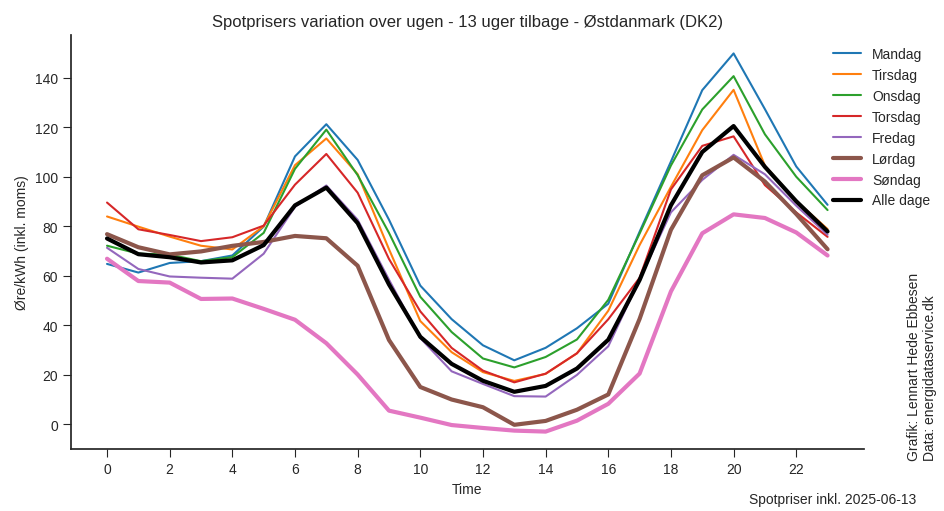 Spotprisers variation over ugen - 13 uger tilbage - Østdanmark (DK2)
Øre/kWh (inkl. moms)
140
120
100
80
60
40
20
0
0 2 4 6 8 10 12 14 16 18 20 22
Time
Mandag
Tirsdag
Onsdag
Torsdag
Fredag
Lørdag
Søndag
Alle dage
Grafik: Lennart Hede Ebbesen
Data: energidataservice.dk
Spotpriser inkl. 2025-06-13